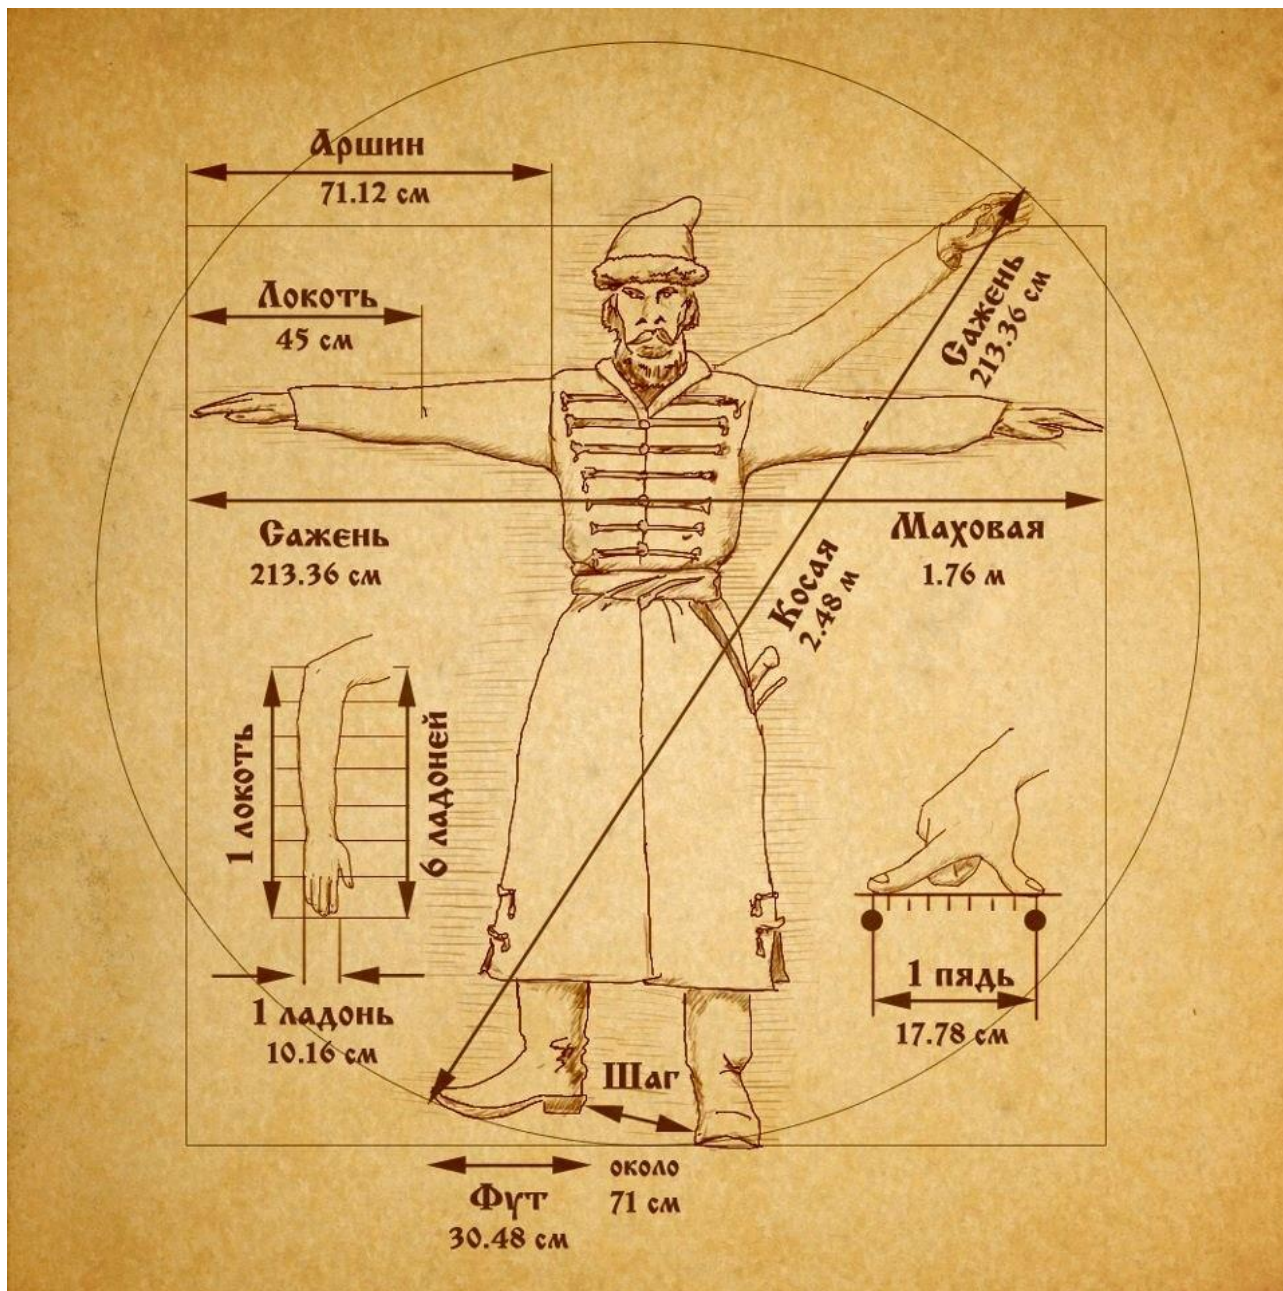 Аршин
71.12 см
Локоть
45 см
Сажень
213.36 см
Сажень
213.36 см
Маховая
1.76 м
Косая
2.48 м
1 локоть
6 ладоней
1 ладонь
10.16 см
1 пядь
17.78 см
Шаг
около
71 см
Фут
30.48 см